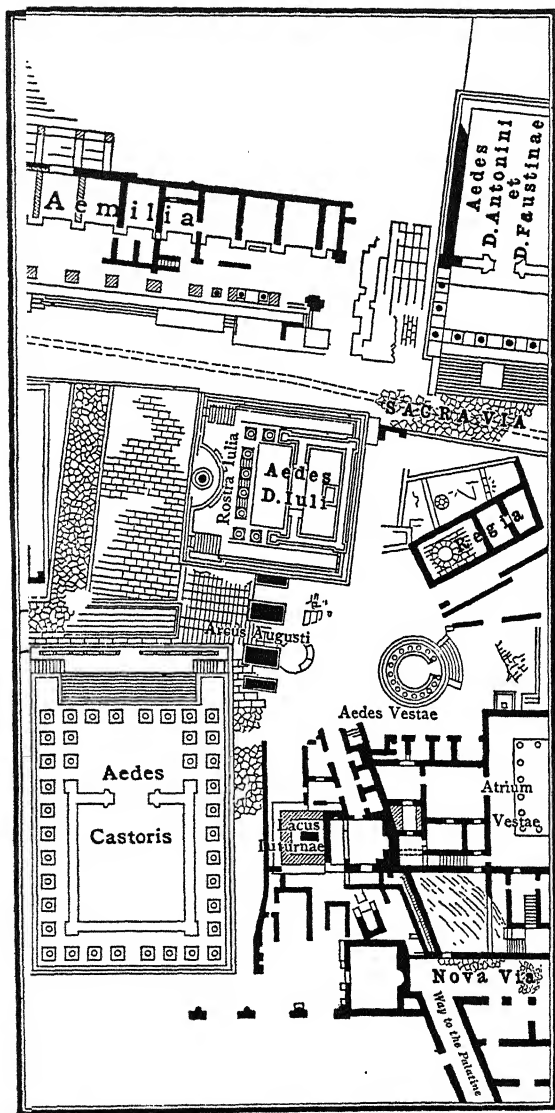 Aedes
D. Antonini
et
D. Faustinae
Aemilia
SACRA VIA
Rostra Iulia
Aedes
D. Iuli
Regia
Arcus Augusti
Aedes Vestae
Aedes
Castoris
Atrium
Vestae
Lacus
Iuturnae
NOVA VIA
Way to the Palatine